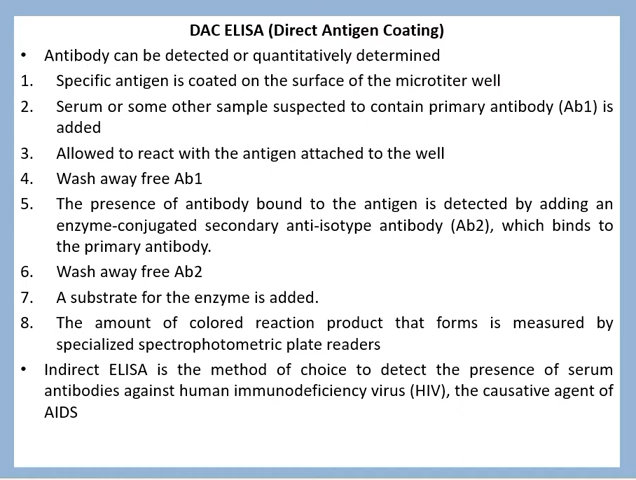 DAC ELISA (Direct Antigen Coating)
• Antibody can be detected or quantitatively determined
1. Specific antigen is coated on the surface of the microtiter well
2. Serum or some other sample suspected to contain primary antibody (Ab1) is
added
3. Allowed to react with the antigen attached to the well
4. Wash away free Ab1
5. The presence of antibody bound to the antigen is detected by adding an
enzyme-conjugated secondary anti-isotype antibody (Ab2), which binds to
the primary antibody.
6. Wash away free Ab2
7. A substrate for the enzyme is added.
8. The amount of colored reaction product that forms is measured by
specialized spectrophotometric plate readers
• Indirect ELISA is the method of choice to detect the presence of serum
antibodies against human immunodeficiency virus (HIV), the causative agent of
AIDS